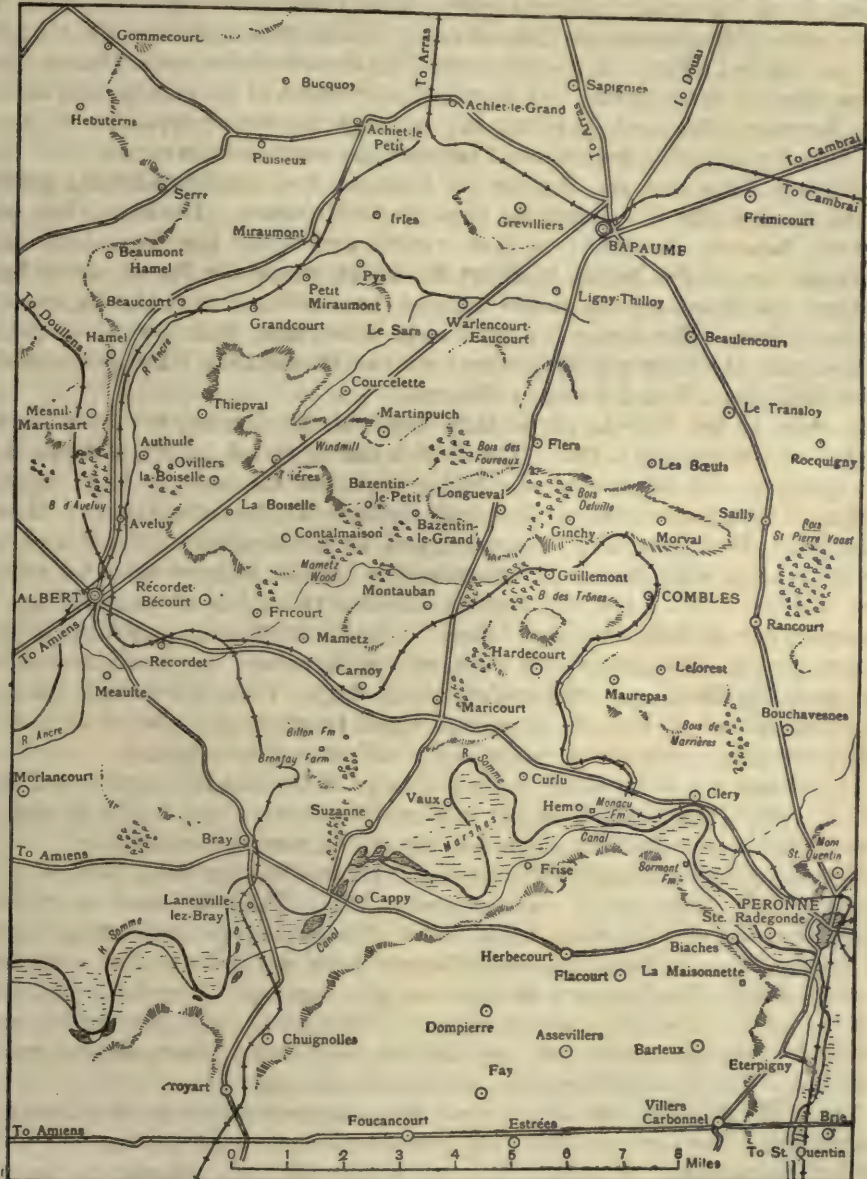 Gommecourt
To Arras
Bucquoy
Sapignies
To Douai
Hebuterne
Achiet-le-Grand
Achiet-le
Petit
To Arras
Puisieux
To Cambrai
Serre
To Cambrai
Irles
Grevilliers
Frémicourt
Miraumont
BAPAUME
Beaumont
Hamel
Pys
Petit
Miraumont
Ligny-Thilloy
Beaucourt
To Doullens
Grandcourt
Warlencourt-
Eaucourt
Le Sars
Beaulencourt
Hamel
R Ancre
Courcelette
Mesnil-
Martinsart
Thiepval
Martinpuich
Le Transloy
Authuile
Windmill
Bois des
Foureaux
Flers
Rocquigny
Ovillers
la-Boiselle
Les Bœufs
Bazentin-
le-Petit
Longueval
Bois
Delville
B d'Aveluy
La Boiselle
Sailly
Bois
St Pierre Vaast
Aveluy
Contalmaison
Bazentin-
le-Grand
Ginchy
Morval
Mametz
Wood
Guillemont
ALBERT
Récordet-
Bécourt
Montauban
B des Trônes
COMBLES
Fricourt
Rancourt
To Amiens
Mametz
Recordet
Hardecourt
Leforest
Carnoy
Meaulte
Maurepas
Maricourt
Bois de
Marrières
Bouchavesnes
R Ancre
Billon Fm
Bronfay Farm
R Somme
Morlancourt
Curlu
Clery
Vaux
Hem
Monacu
Fm
Suzanne
Marshes
Canal
Bray
Mont
St. Quentin
To Amiens
Frise
Sormont
Fm
Laneuville
lez-Bray
Cappy
PERONNE
Ste. Radegonde
R Somme
Canal
Herbecourt
Biaches
Flacourt
La Maisonnette
Chuignolles
Dompierre
Assevillers
Barleux
Eterpigny
Fay
Villers
Carbonnel
To Amiens
Foucancourt
Estrées
Brie
To St. Quentin
0 1 2 3 4 5 6 7 8
Miles